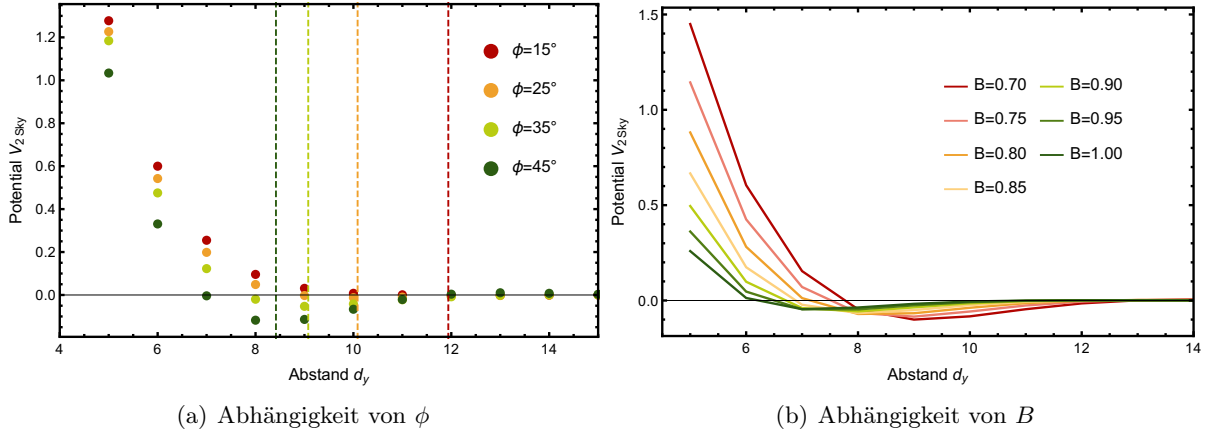 Potential V2 Sky
1.2
1.0
0.8
0.6
0.4
0.2
0.0
4
6
8
10
12
14
Abstand dy
ϕ=15°
ϕ=25°
ϕ=35°
ϕ=45°
(a) Abhängigkeit von ϕ
Potential V2 Sky
1.5
1.0
0.5
0.0
6
8
10
12
14
Abstand dy
B=0.70
B=0.75
B=0.80
B=0.85
B=0.90
B=0.95
B=1.00
(b) Abhängigkeit von B